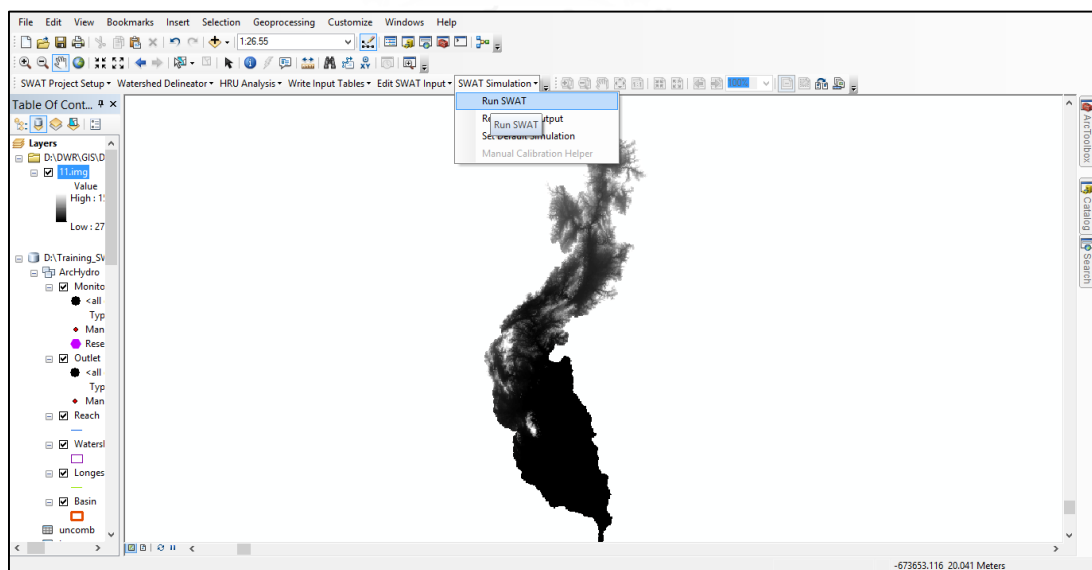 File Edit View Bookmarks Insert Selection Geoprocessing Customize Windows Help
1:26.55
SWAT Project Setup Watershed Delineator HRU Analysis Write Input Tables Edit SWAT Input SWAT Simulation 100%
Table Of Cont...
Run SWAT
Re utput
Run SWAT
Set Default Simulation
Manual Calibration Helper
Layers
D:\DWR\GIS\D
11.img
Value
High : 1
Low : 27
D:\Training_SV
ArcHydro
Monito
<all
Typ
Man
Rese
Outlet
<all
Typ
Man
Reach
Watersl
Longes
Basin
uncomb
ArcToolbox
Catalog
Search
-673653.116 20.041 Meters